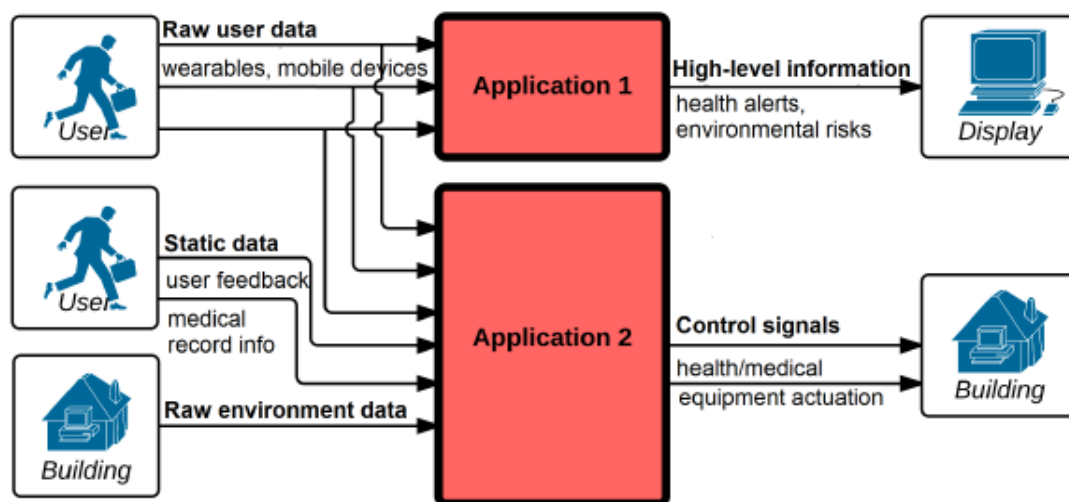 Raw user data
wearables, mobile devices
User
Application 1
High-level information
health alerts,
environmental risks
Display
User
Static data
user feedback
medical
record info
Building
Raw environment data
Application 2
Control signals
health/medical
equipment actuation
Building